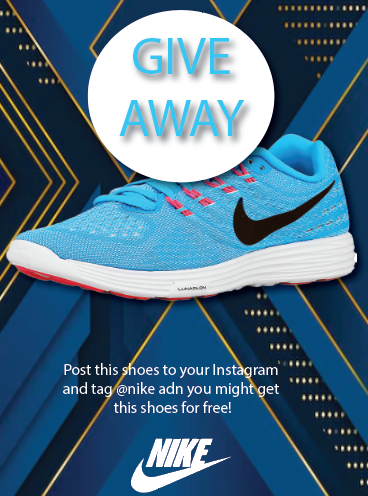 GIVE
AWAY
LUNARLON
Post this shoes to your Instagram
and tag @nike adn you might get
this shoes for free!
NIKE